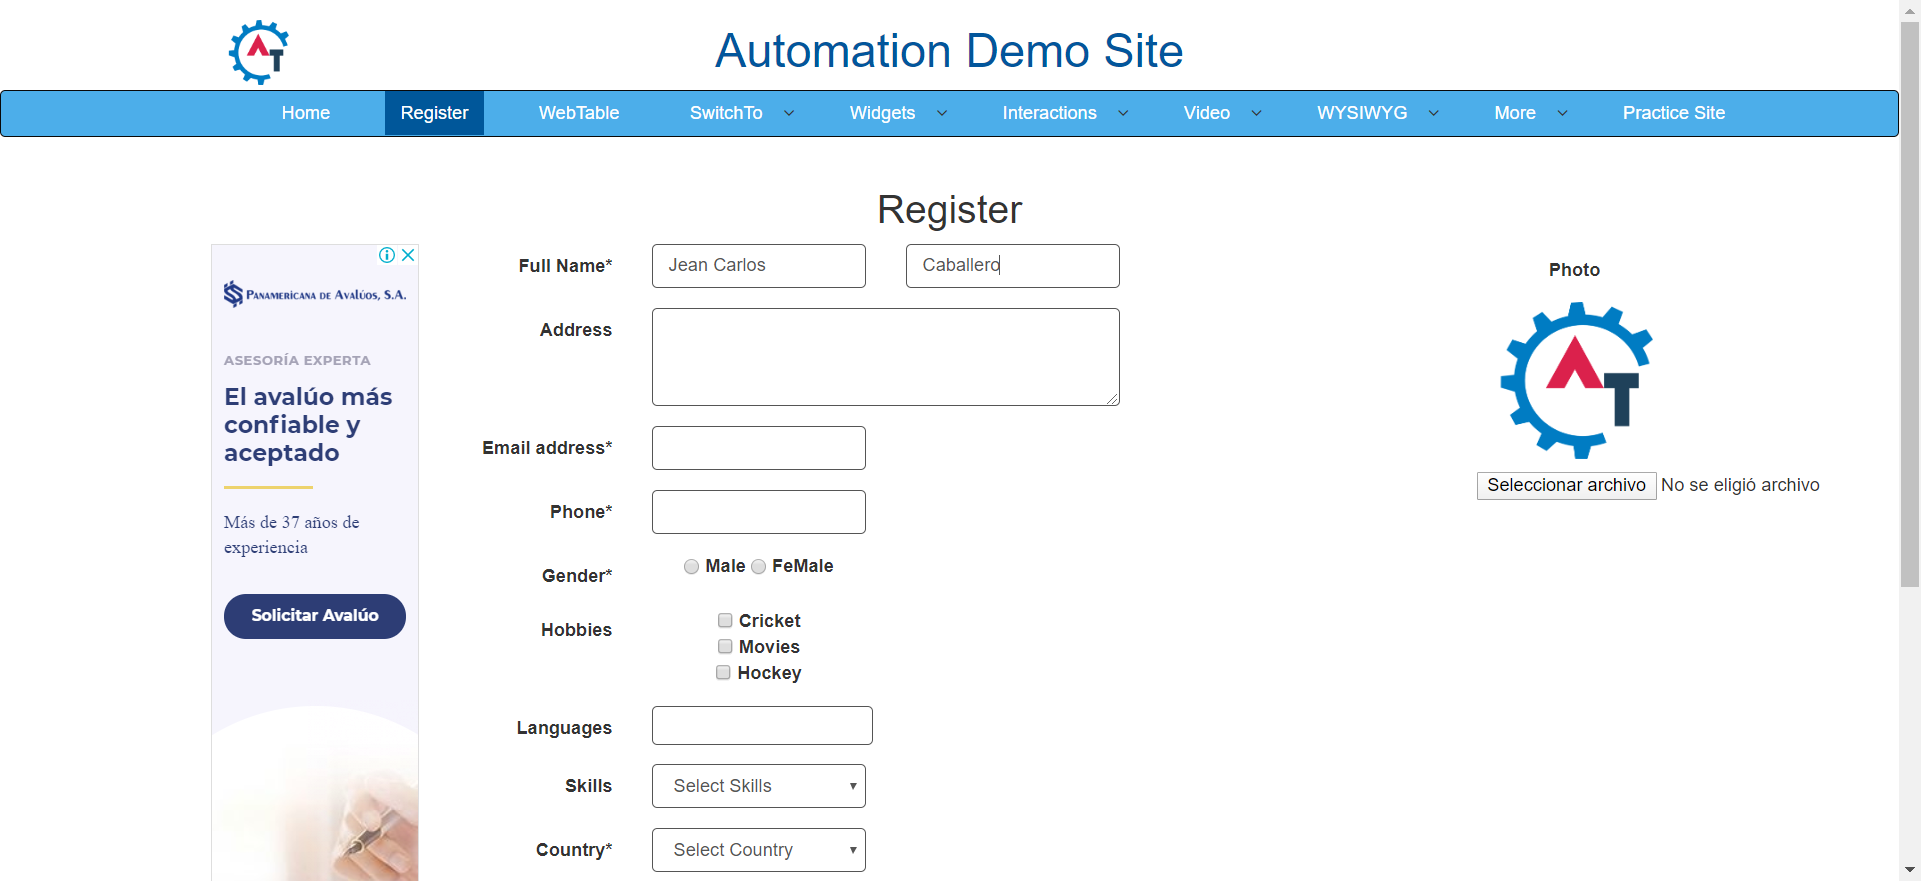 Automation Demo Site
Home Register WebTable SwitchTo Widgets Interactions Video WYSIWYG More Practice Site
Register
Full Name* Jean Carlos Caballero
Address
Email address*
Phone*
Gender* Male FeMale
Hobbies Cricket
Movies
Hockey
Languages
Skills Select Skills
Country* Select Country
Photo
AT
Seleccionar archivo No se eligió archivo
PANAMERICANA DE AVALÚOS, S.A.
ASESORÍA EXPERTA
El avalúo más
confiable y
aceptado
Más de 37 años de
experiencia
Solicitar Avalúo